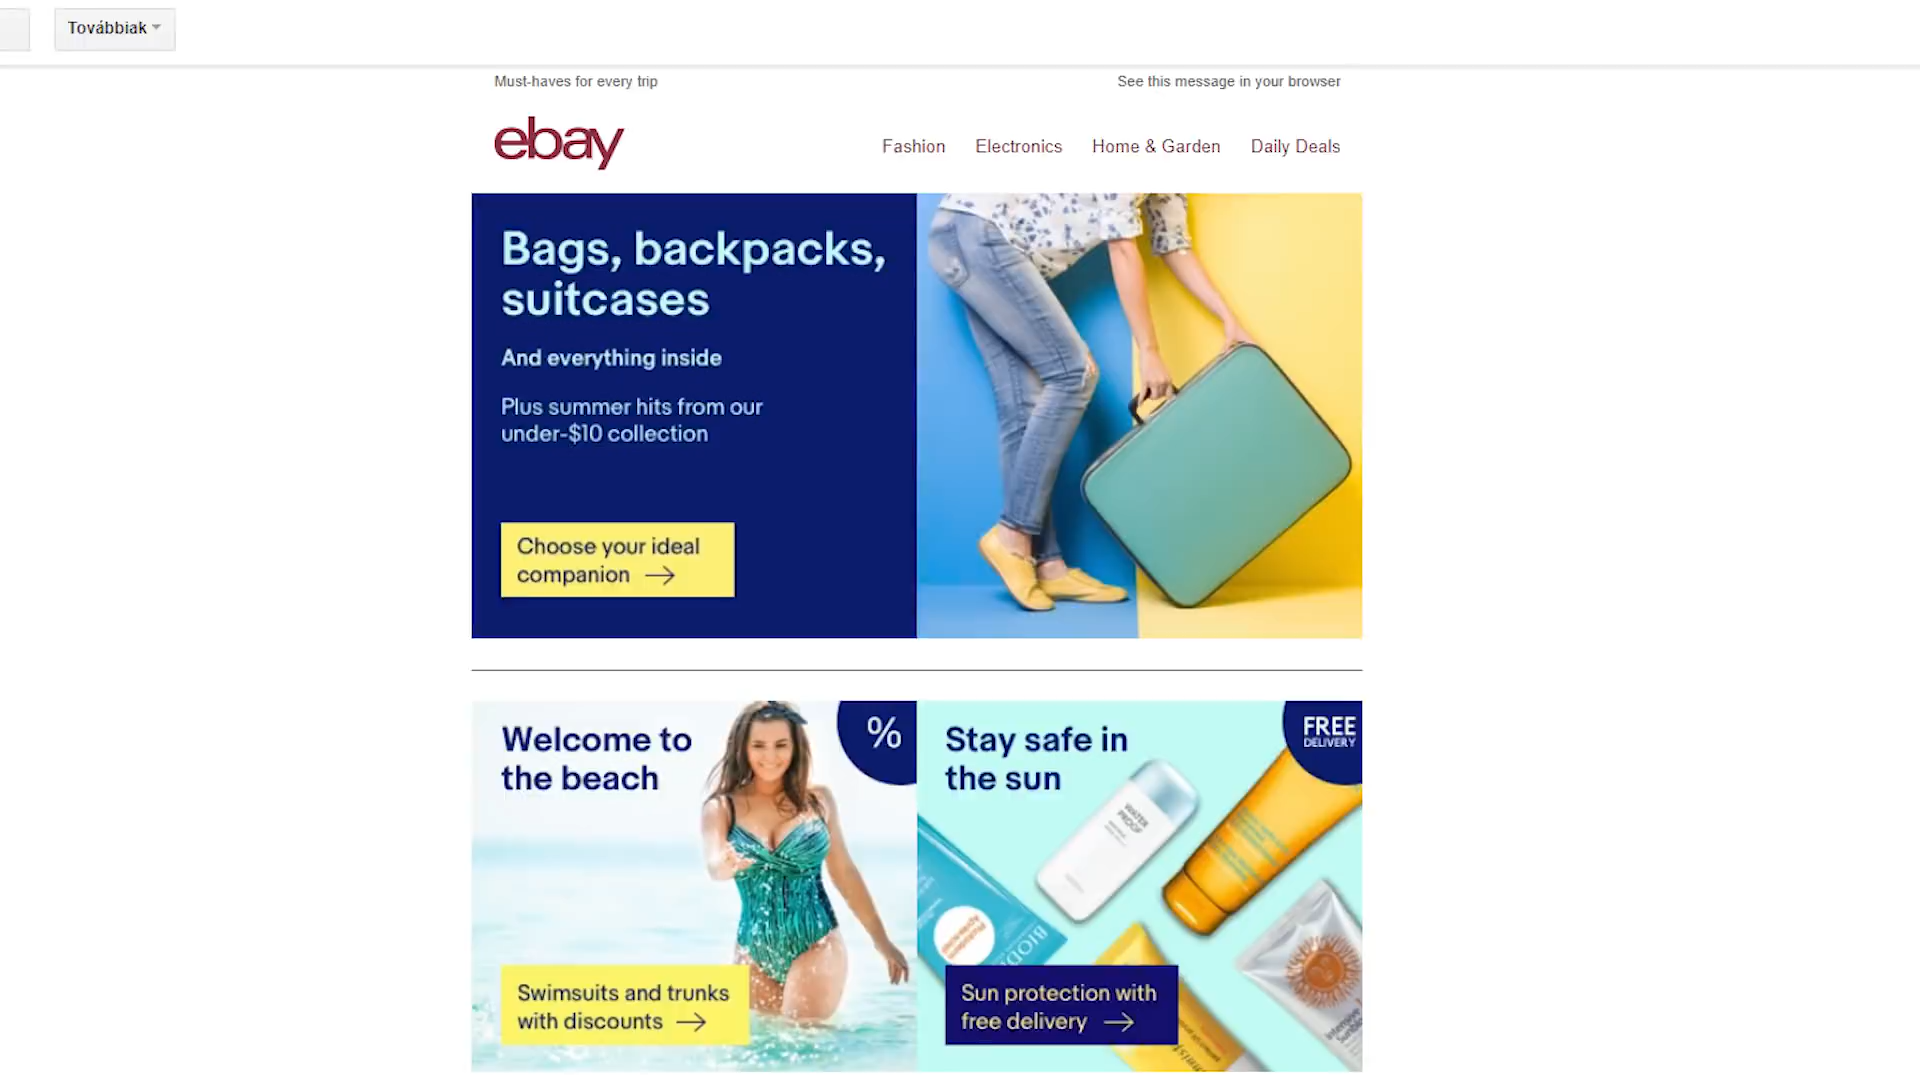 Továbbiak
Must-haves for every trip
See this message in your browser
ebay
Fashion
Electronics
Home & Garden
Daily Deals
Bags, backpacks,
suitcases
And everything inside
Plus summer hits from our
under-$10 collection
Choose your ideal
companion →
Welcome to
the beach
%
Swimsuits and trunks
with discounts →
Stay safe in
the sun
FREE
DELIVERY
WATER
PROOF
Sun protection with
free delivery →